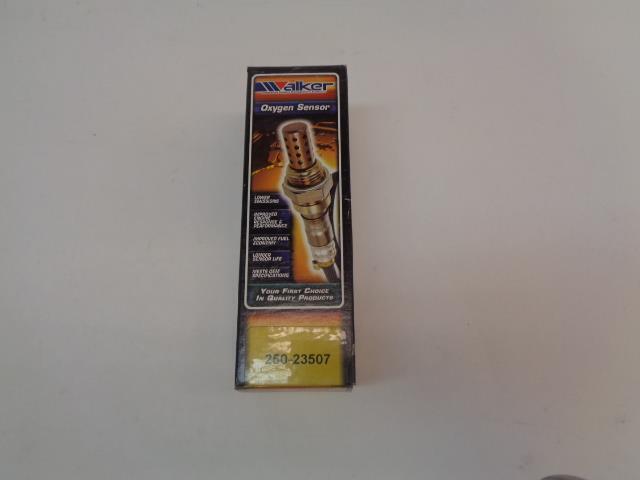 Walker
Oxygen Sensor
LOWER
EMISSIONS
IMPROVED
ENGINE
RESPONSE &
PERFORMANCE
IMPROVED FUEL
ECONOMY
LONGER
SENSOR LIFE
MEETS OEM
SPECIFICATIONS
YOUR FIRST CHOICE
IN QUALITY PRODUCTS
250-23507